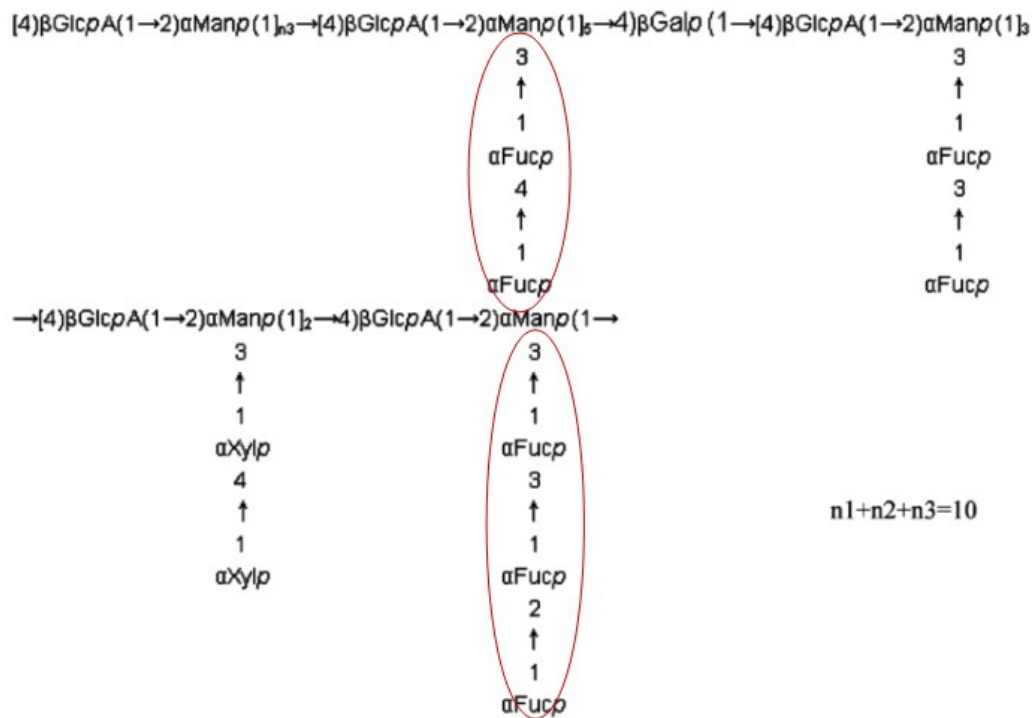 [4)βGlcpA(1→2)αManp(1]n3→[4)βGlcpA(1→2)αManp(1]5→4)βGalp(1→[4)βGlcpA(1→2)αManp(1]3
3 3
↑ ↑
1 1
αFucp αFucp
4 3
↑ ↑
1 1
αFucp αFucp
→[4)βGlcpA(1→2)αManp(1]2→4)βGlcpA(1→2)αManp(1→
3 3
↑ ↑
1 1
αXylp αFucp
4 3
↑ ↑
1 1
αXylp αFucp
2
↑
1
αFucp
n1+n2+n3=10